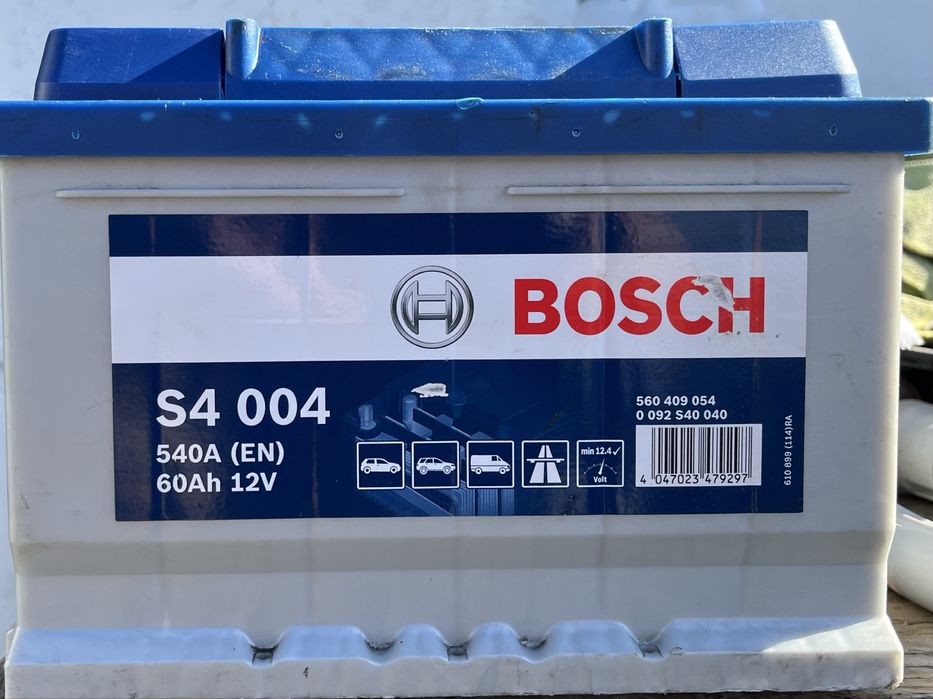 BOSCH
S4 004
540A (EN)
60Ah 12V
min 12.4✓
Volt
560 409 054
0 092 S40 040
4 047023 479297
610 899 (114)RA